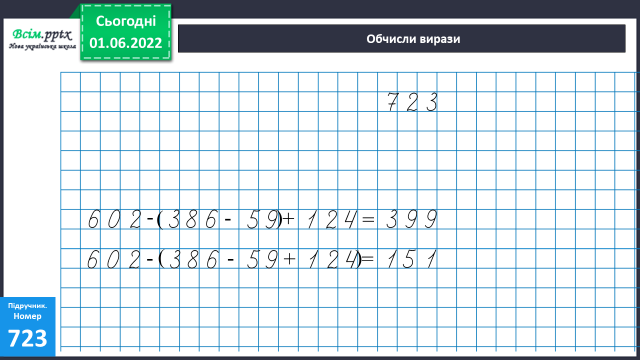 Всім.pptx
Нова українська школа
Сьогодні
01.06.2022
Обчисли вирази
723
602-(386-59)+124=399
602-(386-59+124)=151
Підручник.
Номер
723